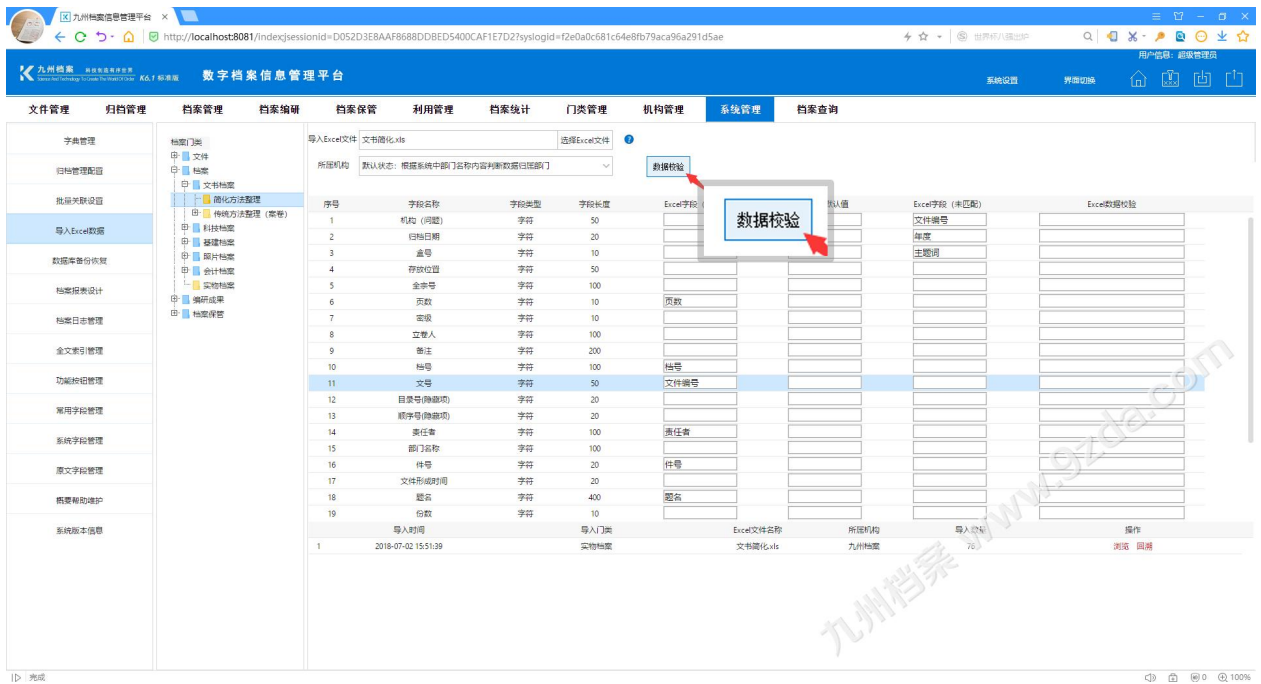 九州档案信息管理平台 ×
http://localhost:8081/index;jsessionid=D052D3E8AAF8688DDBED5400CAF1E7D2?syslogid=f2e0a0c681c64e8fb79aca96a291d5ae
世界杯八强出炉
用户信息：超级管理员
九州档案 K6.1 标准版 数字档案信息管理平台
系统设置 界面切换
文件管理 归档管理 档案管理 档案编研 档案保管 利用管理 档案统计 门类管理 机构管理 系统管理 档案查询
字典管理
归档管理配置
批量关联设置
导入Excel数据
数据库备份恢复
档案报表设计
档案日志管理
全文索引管理
功能按钮管理
常用字段管理
系统字段管理
原文字段管理
概要帮助维护
系统版本信息
档案门类
文件
档案
文书档案
简化方法整理
传统方法整理（案卷）
科技档案
基建档案
照片档案
会计档案
实物档案
编研成果
档案保管
导入Excel文件 文书简化.xls 选择Excel文件
所属机构 默认状态：根据系统中部门名称内容判断数据归属部门 数据校验
数据校验
序号 字段名称 字段类型 字段长度 Excel字段（ 默认值 Excel字段（未匹配） Excel数据校验
1 机构（问题） 字符 50 文件编号
2 归档日期 字符 20 年度
3 盒号 字符 10 主题词
4 存放位置 字符 50
5 全宗号 字符 100
6 页数 字符 10 页数
7 密级 字符 10
8 立卷人 字符 100
9 备注 字符 200
10 档号 字符 100 档号
11 文号 字符 50 文件编号
12 目录号(隐藏项) 字符 20
13 顺序号(隐藏项) 字符 20
14 责任者 字符 100 责任者
15 部门名称 字符 100
16 件号 字符 20 件号
17 文件形成时间 字符 20
18 题名 字符 400 题名
19 份数 字符 10
导入时间 导入门类 Excel文件名称 所属机构 导入数量 操作
1 2018-07-02 15:51:39 实物档案 文书简化.xls 九州档案 76 浏览 回溯
九州档案 www.9zda.com
完成 0 100%